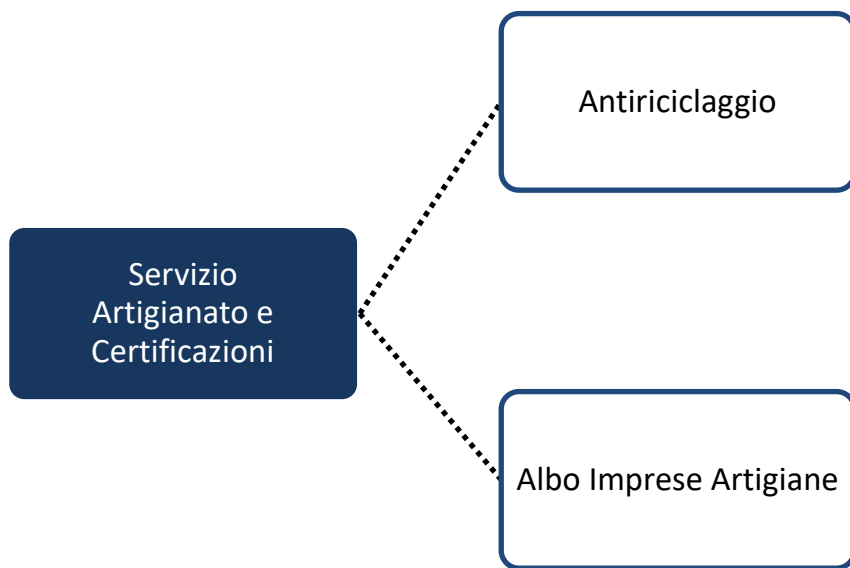 Antiriciclaggio
Servizio
Artigianato e
Certificazioni
Albo Imprese Artigiane